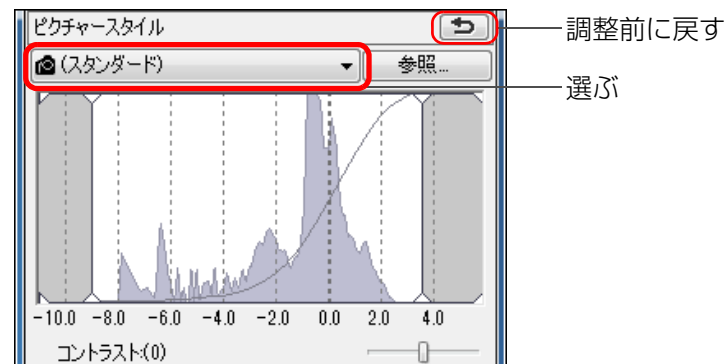 ピクチャースタイル
調整前に戻す
(スタンダード)
参照...
選ぶ
-10.0 -8.0 -6.0 -4.0 -2.0 0.0 2.0 4.0
コントラスト:(0)